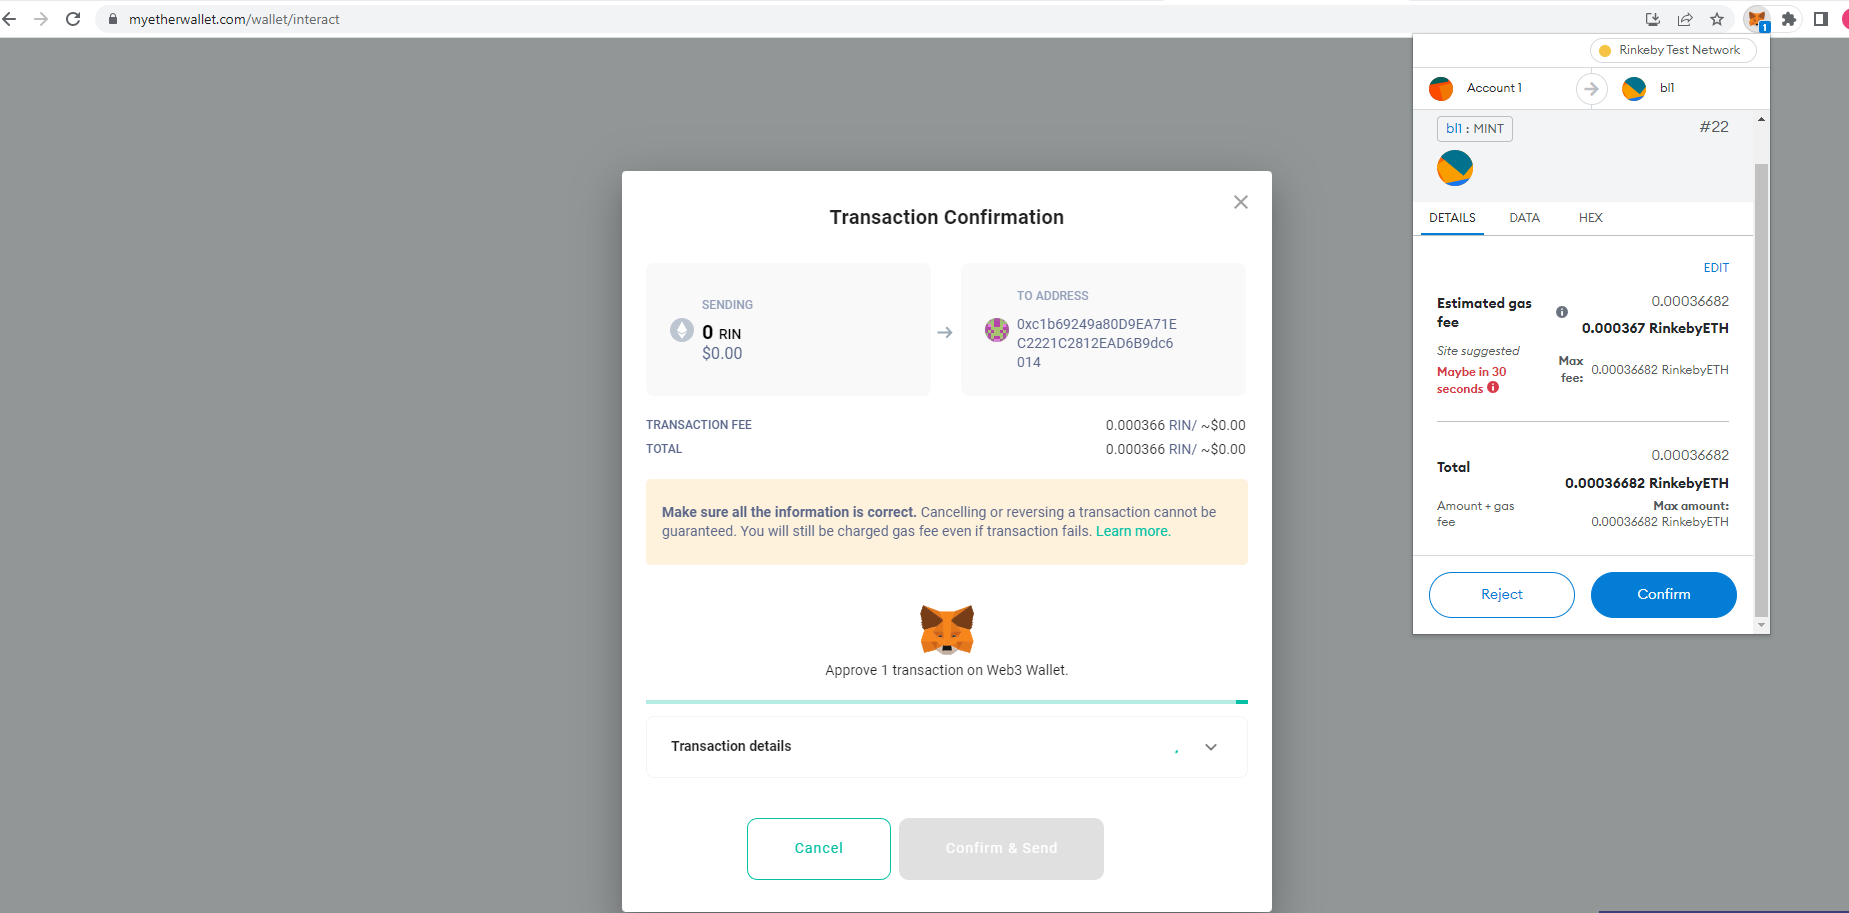 myetherwallet.com/wallet/interact
1
Rinkeby Test Network
Account 1
bl1
bl1 : MINT
#22
DETAILS DATA HEX
EDIT
Estimated gas
fee
0.00036682
0.000367 RinkebyETH
Site suggested
Maybe in 30
seconds
Max
fee:
0.00036682 RinkebyETH
Total
0.00036682
0.00036682 RinkebyETH
Amount + gas
fee
Max amount:
0.00036682 RinkebyETH
Reject
Confirm
Transaction Confirmation
SENDING
0 RIN
$0.00
TO ADDRESS
0xc1b69249a80D9EA71E
C2221C2812EAD6B9dc6
014
TRANSACTION FEE
0.000366 RIN/ ~$0.00
TOTAL
0.000366 RIN/ ~$0.00
Make sure all the information is correct. Cancelling or reversing a transaction cannot be
guaranteed. You will still be charged gas fee even if transaction fails. Learn more.
Approve 1 transaction on Web3 Wallet.
Transaction details
Cancel
Confirm & Send